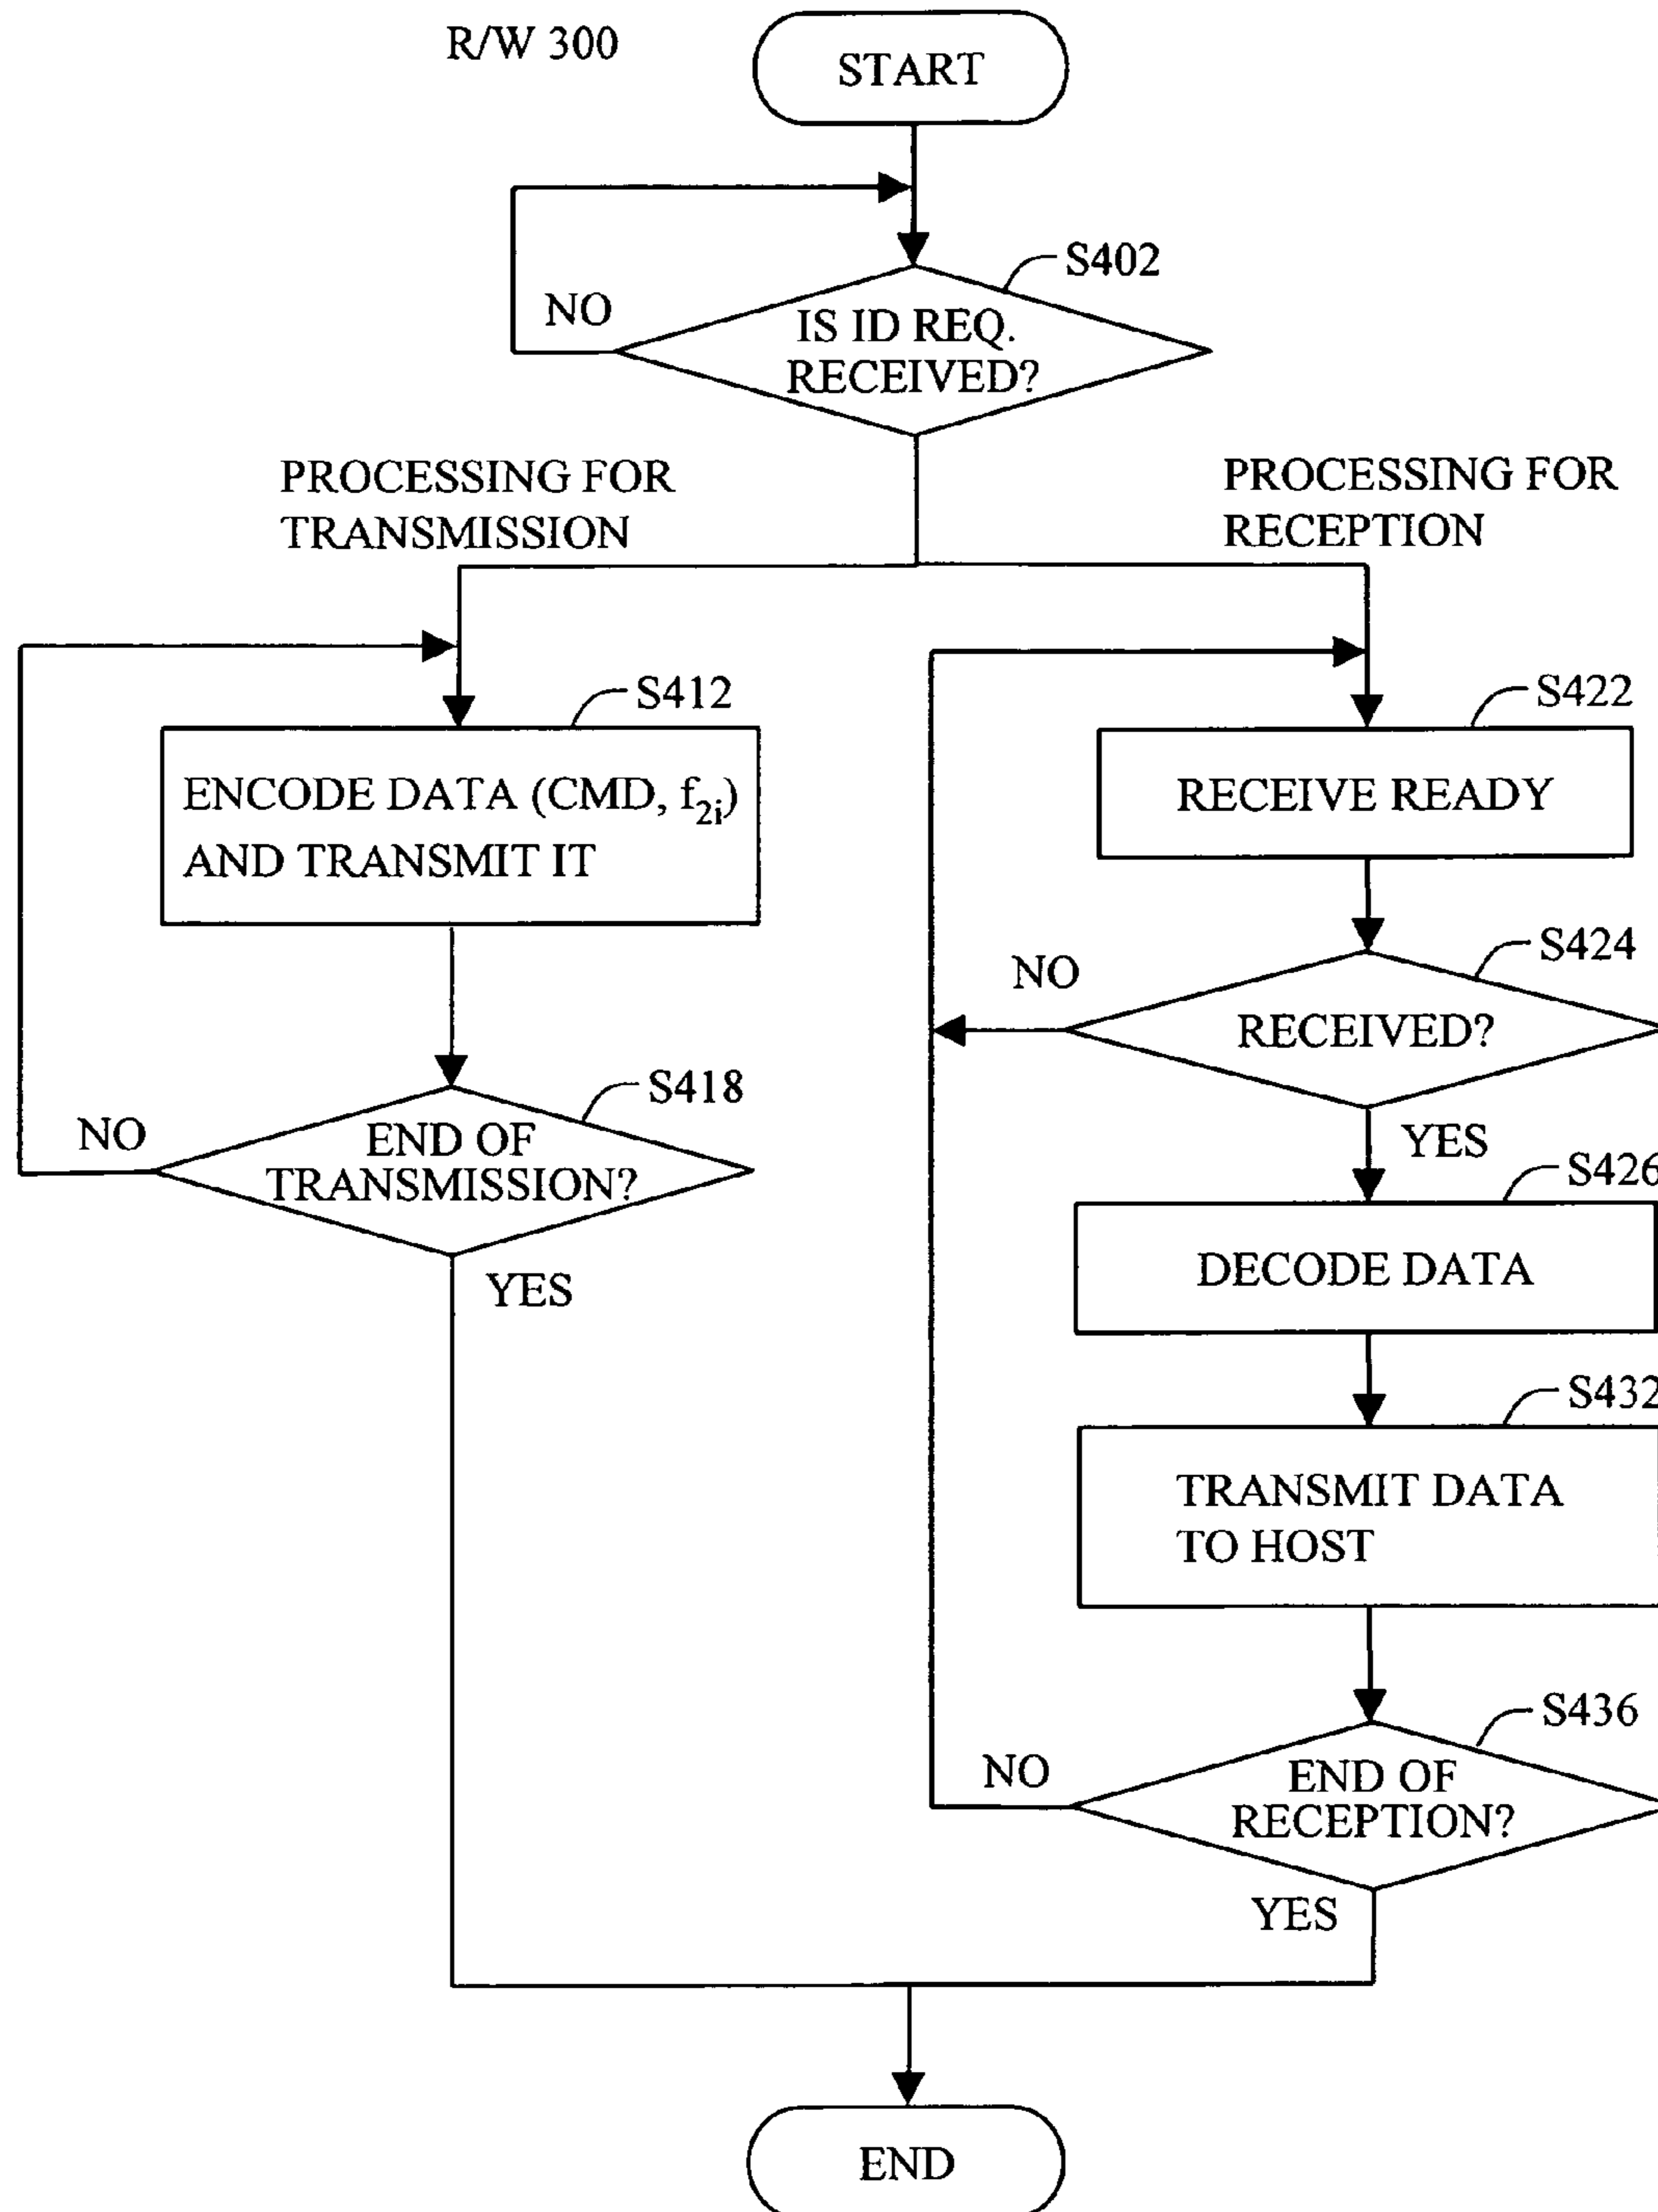 R/W 300
START
S402
NO
IS ID REQ.
RECEIVED?
PROCESSING FOR
TRANSMISSION
PROCESSING FOR
RECEPTION
S412
ENCODE DATA (CMD, f2i)
AND TRANSMIT IT
S422
RECEIVE READY
S424
NO
RECEIVED?
YES
S418
NO
END OF
TRANSMISSION?
YES
S426
DECODE DATA
S432
TRANSMIT DATA
TO HOST
S436
NO
END OF
RECEPTION?
YES
END